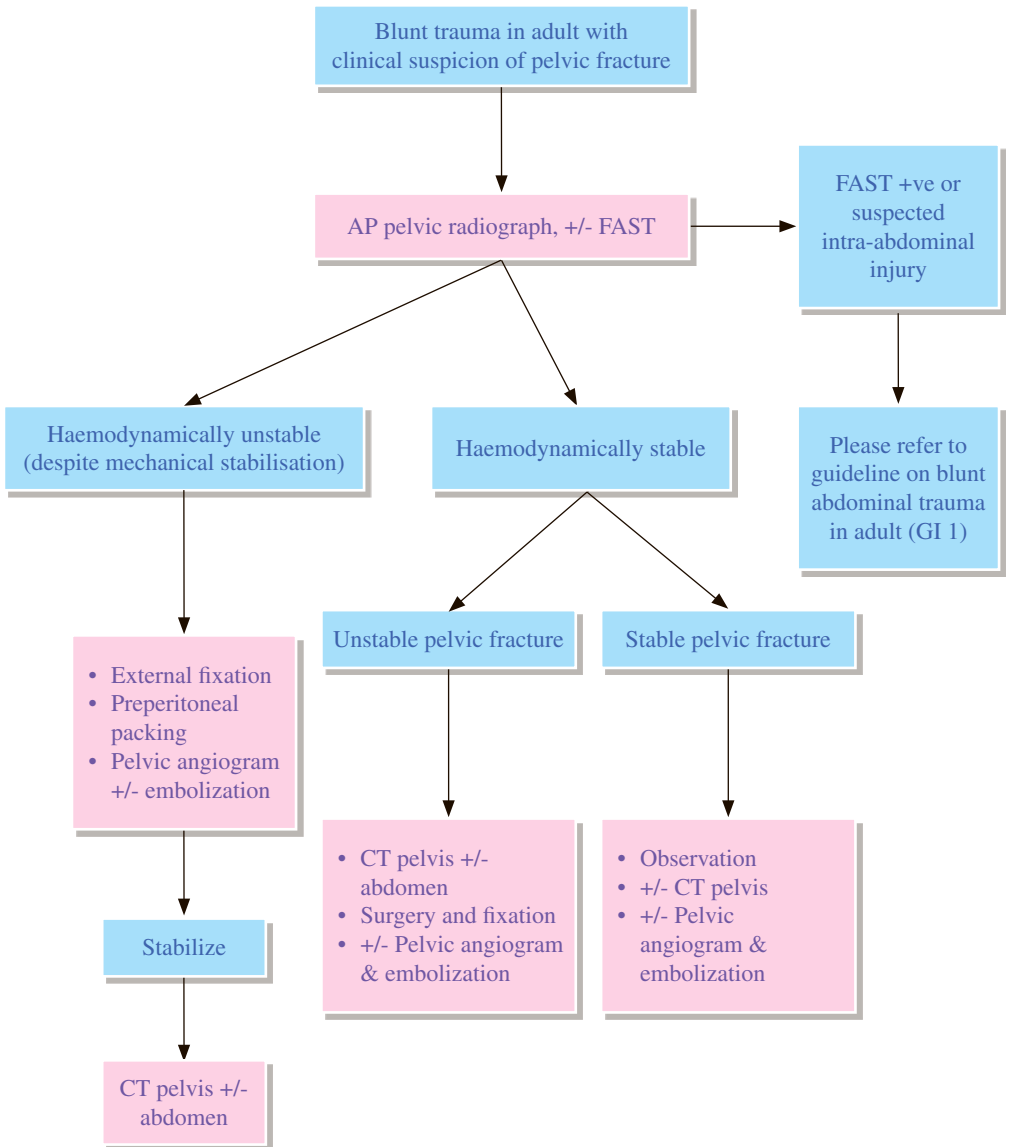 Blunt trauma in adult with
clinical suspicion of pelvic fracture
AP pelvic radiograph, +/- FAST
FAST +ve or
suspected
intra-abdominal
injury
Haemodynamically unstable
(despite mechanical stabilisation)
Haemodynamically stable
Please refer to
guideline on blunt
abdominal trauma
in adult (GI 1)
Unstable pelvic fracture
Stable pelvic fracture
• External fixation
• Preperitoneal
packing
• Pelvic angiogram
+/- embolization
• CT pelvis +/-
abdomen
• Surgery and fixation
• +/- Pelvic angiogram
& embolization
• Observation
• +/- CT pelvis
• +/- Pelvic
angiogram &
embolization
Stabilize
CT pelvis +/-
abdomen